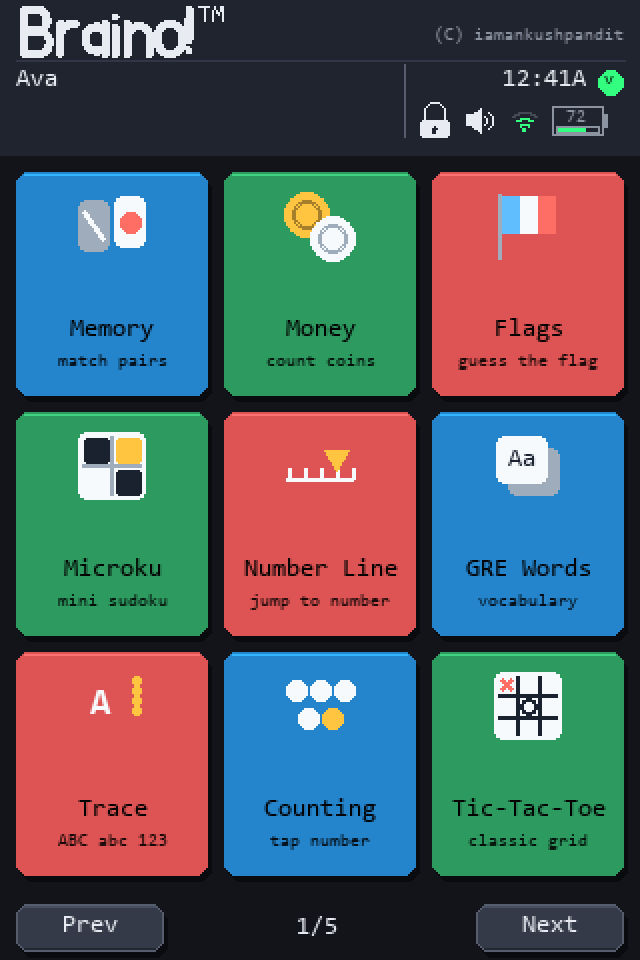 Braino!™
(C) iamankushpandit
Ava
12:41A
V
72
Memory
match pairs
Money
count coins
Flags
guess the flag
Microku
mini sudoku
Number Line
jump to number
Aa
GRE Words
vocabulary
A
Trace
ABC abc 123
Counting
tap number
Tic-Tac-Toe
classic grid
Prev
1/5
Next